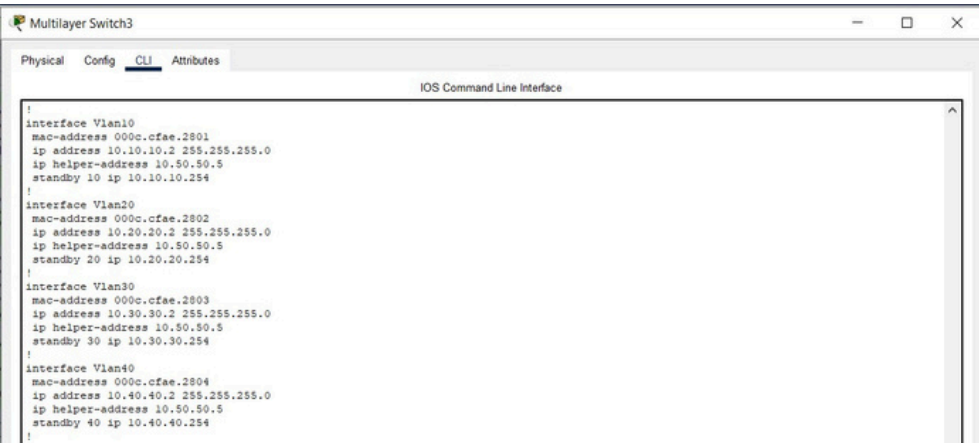 Multilayer Switch3
Physical Config CLI Attributes
IOS Command Line Interface
!
interface Vlan10
mac-address 000c.cfae.2801
ip address 10.10.10.2 255.255.255.0
ip helper-address 10.50.50.5
standby 10 ip 10.10.10.254
!
interface Vlan20
mac-address 000c.cfae.2802
ip address 10.20.20.2 255.255.255.0
ip helper-address 10.50.50.5
standby 20 ip 10.20.20.254
!
interface Vlan30
mac-address 000c.cfae.2803
ip address 10.30.30.2 255.255.255.0
ip helper-address 10.50.50.5
standby 30 ip 10.30.30.254
!
interface Vlan40
mac-address 000c.cfae.2804
ip address 10.40.40.2 255.255.255.0
ip helper-address 10.50.50.5
standby 40 ip 10.40.40.254
!